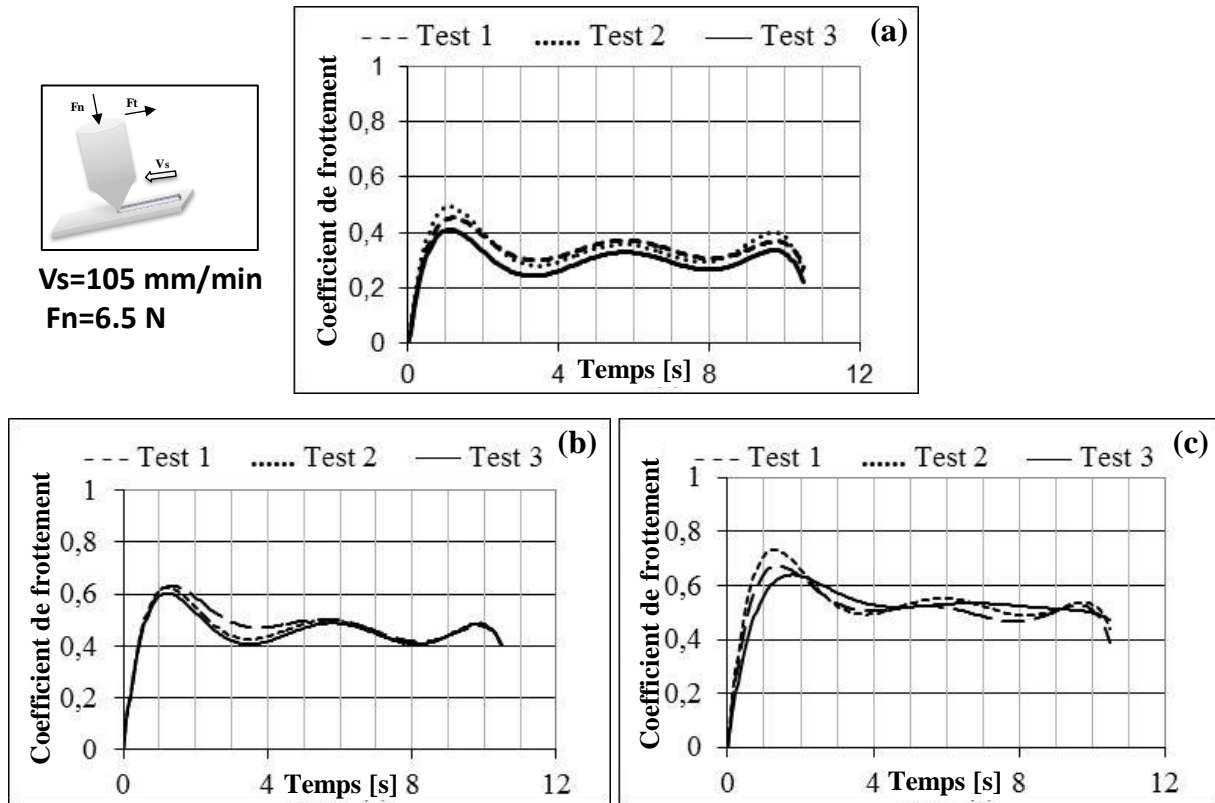 (a)
--- Test 1 ...... Test 2 — Test 3
Coefficient de frottement
1
0,8
0,6
0,4
0,2
0
0 4 8 12
Temps [s]
Fn
Ft
Vs
Vs=105 mm/min
Fn=6.5 N
(b)
--- Test 1 ...... Test 2 — Test 3
Coefficient de frottement
1
0,8
0,6
0,4
0,2
0
0 4 8 12
Temps [s]
(c)
--- Test 1 ...... Test 2 — Test 3
Coefficient de frottement
1
0,8
0,6
0,4
0,2
0
0 4 8 12
Temps [s]